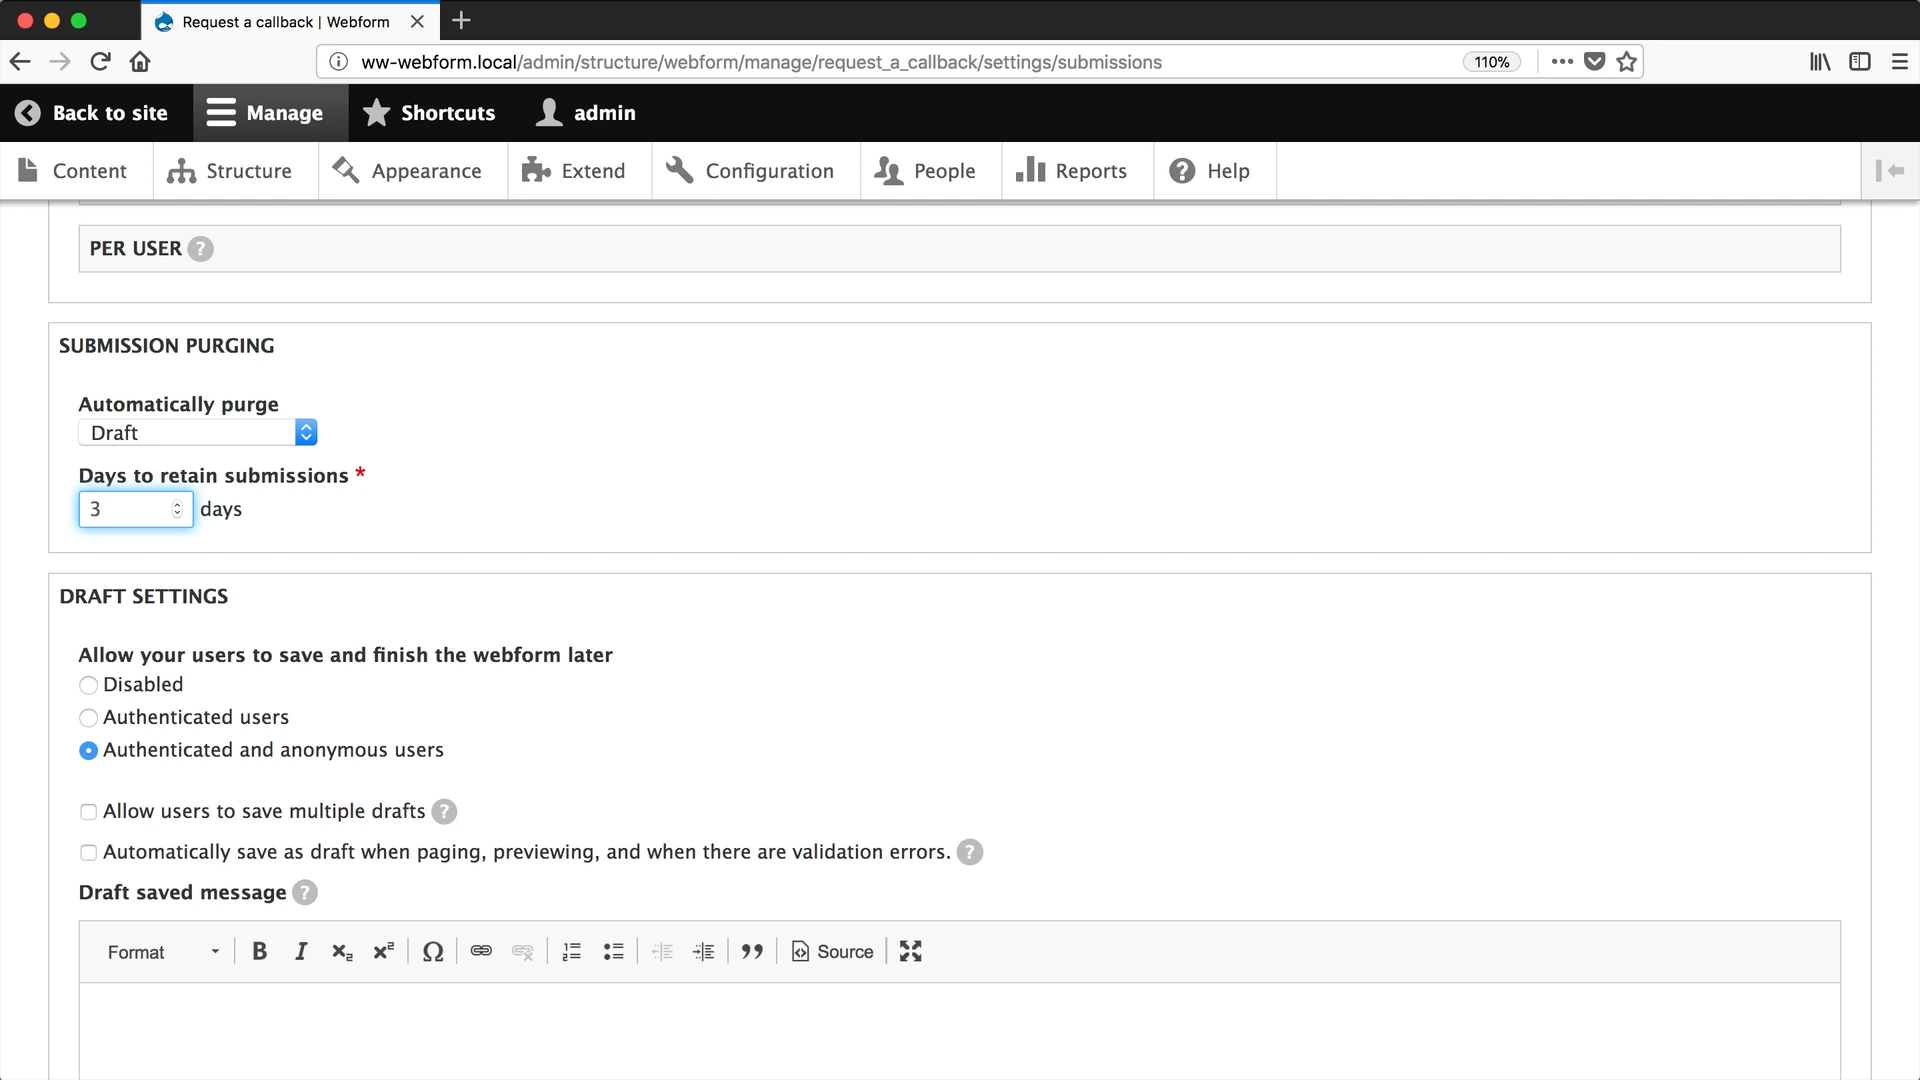 Request a callback | Webform
ww-webform.local/admin/structure/webform/manage/request_a_callback/settings/submissions
110%
Back to site
Manage
Shortcuts
admin
Content
Structure
Appearance
Extend
Configuration
People
Reports
Help
PER USER ?
SUBMISSION PURGING
Automatically purge
Draft
Days to retain submissions *
3 days
DRAFT SETTINGS
Allow your users to save and finish the webform later
Disabled
Authenticated users
Authenticated and anonymous users
Allow users to save multiple drafts ?
Automatically save as draft when paging, previewing, and when there are validation errors. ?
Draft saved message ?
Format B I x₂ x² Ω Source